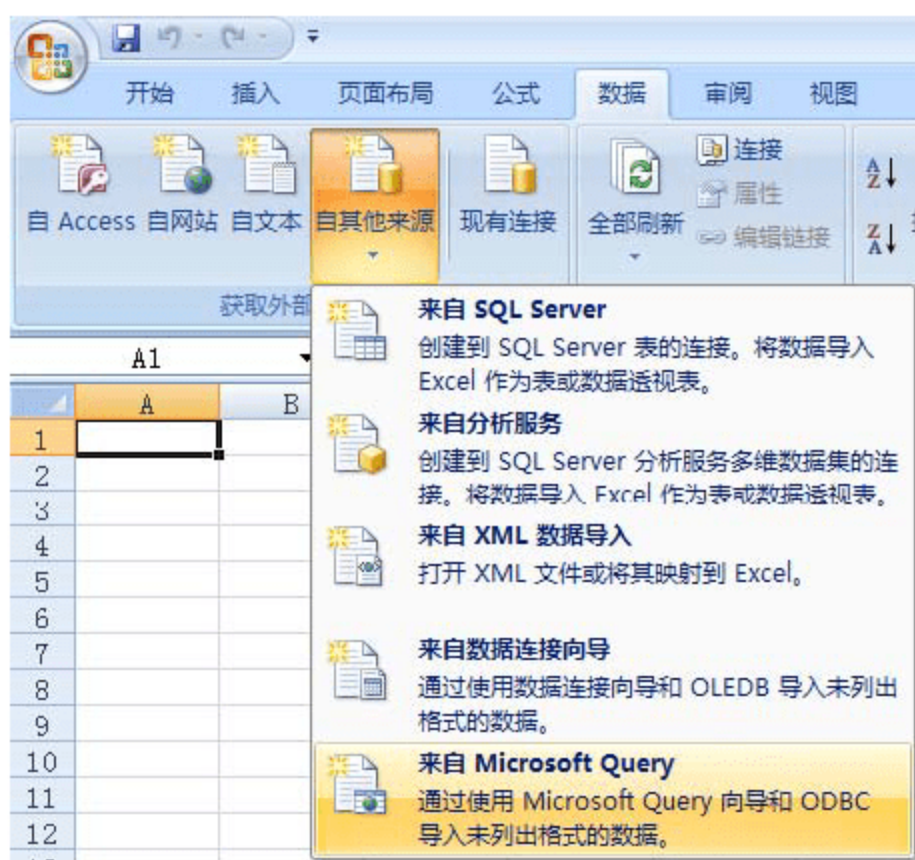 开始 插入 页面布局 公式 数据 审阅 视图
自 Access 自网站 自文本 自其他来源 现有连接 全部刷新 连接
属性
编辑链接
A
Z
Z
A
获取外部
A1
A B
1
2
3
4
5
6
7
8
9
10
11
12
来自 SQL Server
创建到 SQL Server 表的连接。将数据导入
Excel 作为表或数据透视表。
来自分析服务
创建到 SQL Server 分析服务多维数据集的连
接。将数据导入 Excel 作为表或数据透视表。
来自 XML 数据导入
打开 XML 文件或将其映射到 Excel。
来自数据连接向导
通过使用数据连接向导和 OLEDB 导入未列出
格式的数据。
来自 Microsoft Query
通过使用 Microsoft Query 向导和 ODBC
导入未列出格式的数据。